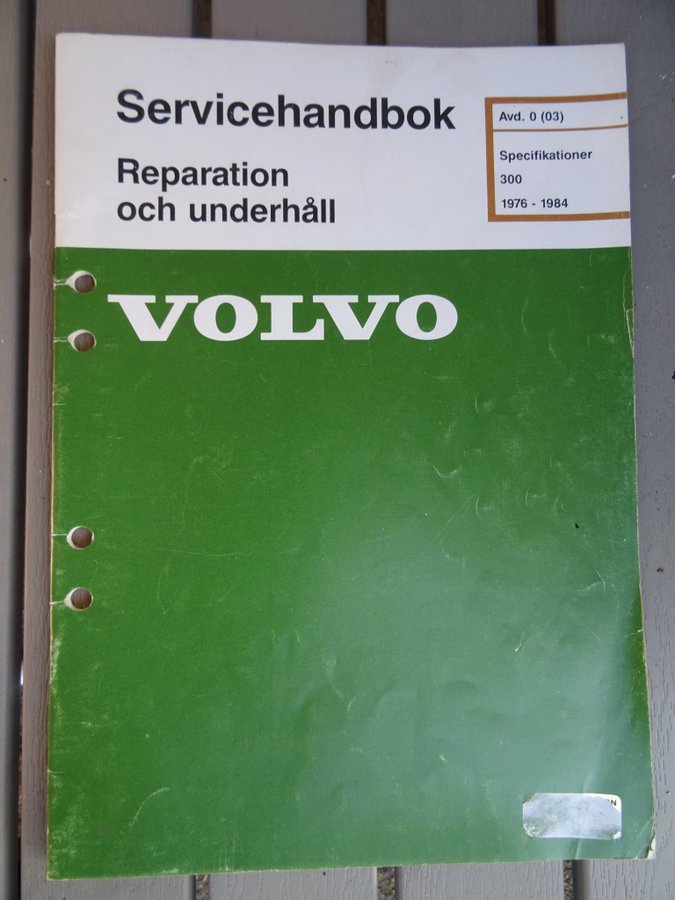 Servicehandbok
Reparation
och underhåll
Avd. 0 (03)
Specifikationer
300
1976 - 1984
VOLVO